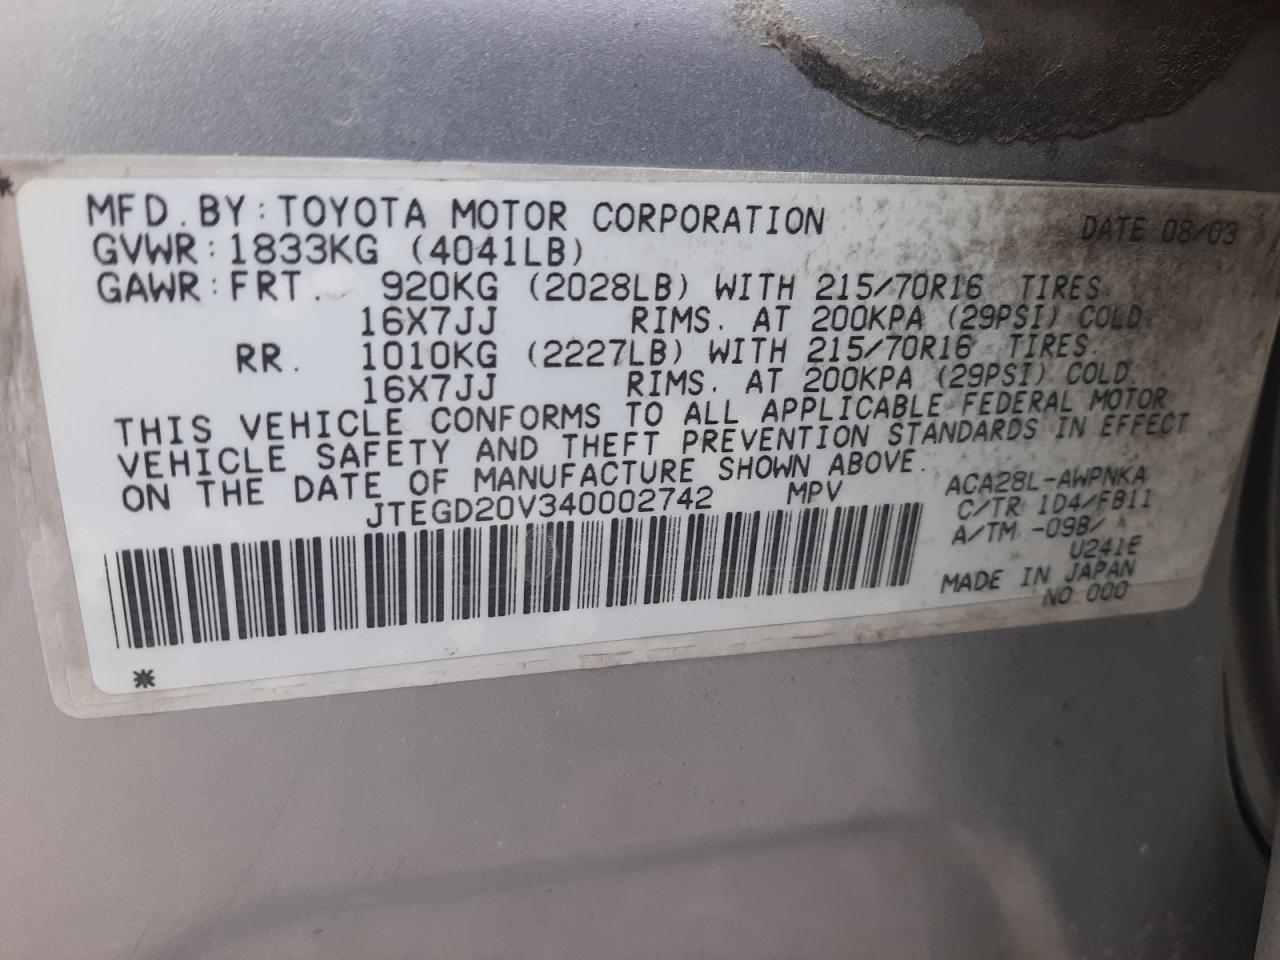 MFD. BY: TOYOTA MOTOR CORPORATION DATE 08/03
GVWR: 1833KG (4041LB)
GAWR: FRT. 920KG (2028LB) WITH 215/70R16 TIRES.
16X7JJ RIMS. AT 200KPA (29PSI) COLD.
RR. 1010KG (2227LB) WITH 215/70R16 TIRES.
16X7JJ RIMS. AT 200KPA (29PSI) COLD.
THIS VEHICLE CONFORMS TO ALL APPLICABLE FEDERAL MOTOR
VEHICLE SAFETY AND THEFT PREVENTION STANDARDS IN EFFECT
ON THE DATE OF MANUFACTURE SHOWN ABOVE.
JTEGD20V340002742 MPV
ACA28L-AWPNKA
C/TR 1D4/FB11
A/TM -09B/
U241E
MADE IN JAPAN
NO.000